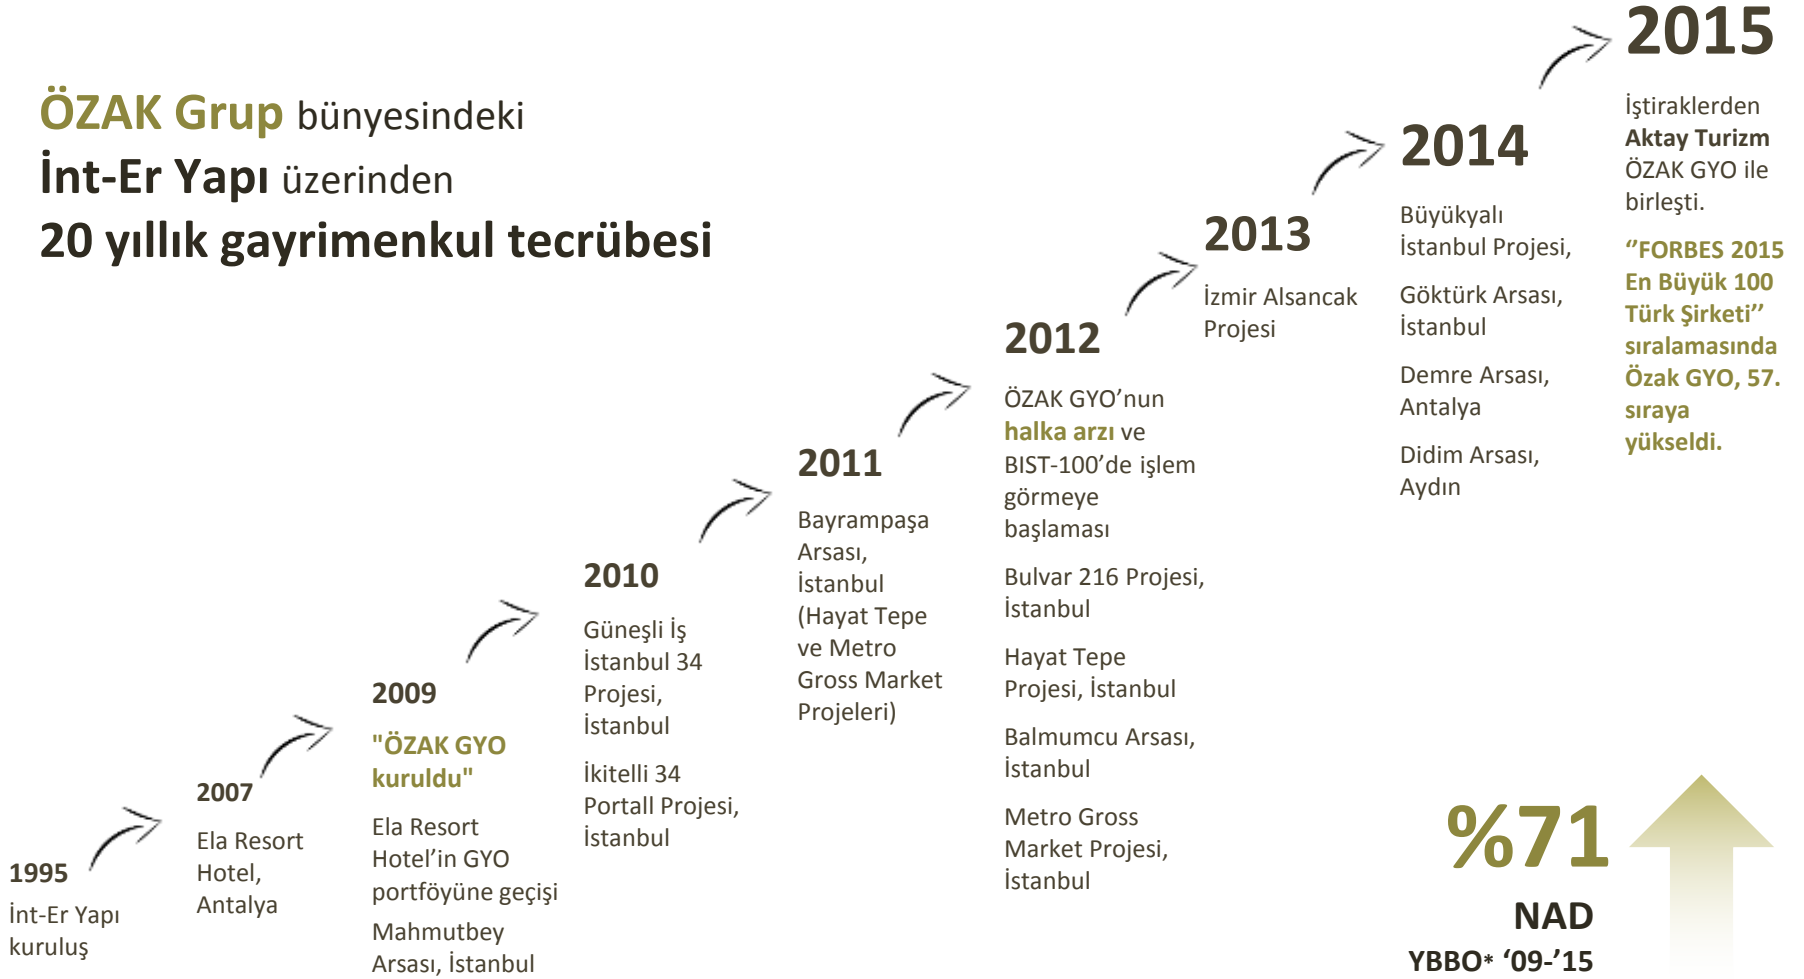 ÖZAK Grup bünyesindeki
İnt-Er Yapı üzerinden
20 yıllık gayrimenkul tecrübesi
1995
İnt-Er Yapı
kuruluş
2007
Ela Resort
Hotel,
Antalya
2009
"ÖZAK GYO
kuruldu"
Ela Resort
Hotel’in GYO
portföyüne geçişi
Mahmutbey
Arsası, İstanbul
2010
Güneşli İş
İstanbul 34
Projesi,
İstanbul
İkitelli 34
Portall Projesi,
İstanbul
2011
Bayrampaşa
Arsası,
İstanbul
(Hayat Tepe
ve Metro
Gross Market
Projeleri)
2012
ÖZAK GYO’nun
halka arzı ve
BIST-100’de işlem
görmeye
başlaması
Bulvar 216 Projesi,
İstanbul
Hayat Tepe
Projesi, İstanbul
Balmumcu Arsası,
İstanbul
Metro Gross
Market Projesi,
İstanbul
2013
İzmir Alsancak
Projesi
2014
Büyükyalı
İstanbul Projesi,
Göktürk Arsası,
İstanbul
Demre Arsası,
Antalya
Didim Arsası,
Aydın
2015
İştiraklerden
Aktay Turizm
ÖZAK GYO ile
birleşti.
‘’FORBES 2015
En Büyük 100
Türk Şirketi’’
sıralamasında
Özak GYO, 57.
sıraya
yükseldi.
%71
NAD
YBBO* ‘09-’15